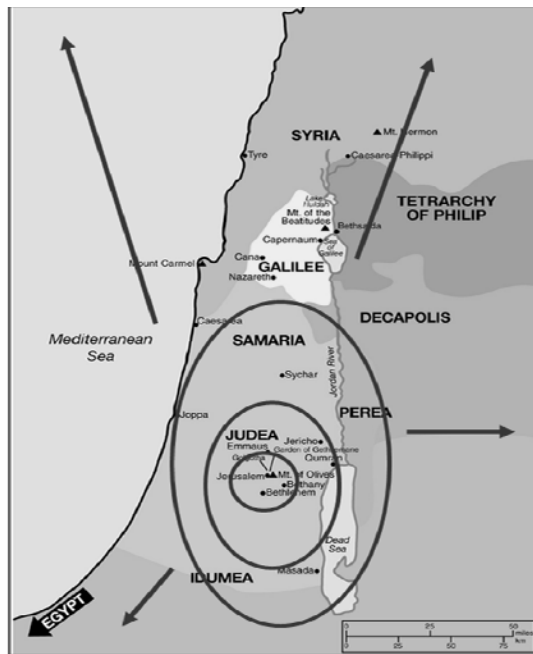 SYRIA
Mt. Hermon
Tyre
Caesarea Philippi
TETRARCHY
OF PHILIP
Lake
Huldah
Mt. of the
Beatitudes
Bethsaida
Capernaum
Sea
of
Galilee
Cana
Mount Carmel
GALILEE
Nazareth
DECAPOLIS
Caesarea
Mediterranean
Sea
SAMARIA
Sychar
Jordan River
PEREA
Joppa
JUDEA
Jericho
Emmaus
Garden of Gethsemane
Golgotha
Qumran
Jerusalem
Mt. of Olives
Bethany
Bethlehem
Dead
Sea
IDUMEA
Masada
EGYPT
0 25 50
miles
km
0 25 50 75